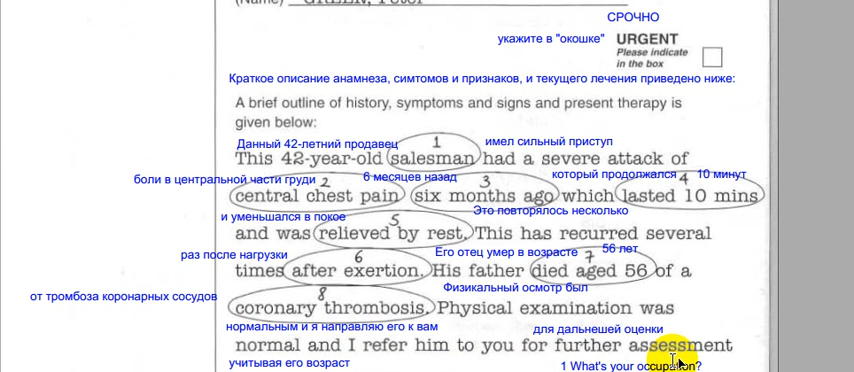 (Name) GREEN, Peter
СРОЧНО
укажите в "окошке" URGENT
Please indicate
in the box
Краткое описание анамнеза, симтомов и признаков, и текущего лечения приведено ниже:
A brief outline of history, symptoms and signs and present therapy is
given below:
Данный 42-летний продавец 1 имел сильный приступ
This 42-year-old salesman had a severe attack of
боли в центральной части груди 2 6 месяцев назад 3 который продолжался 4 10 минут
central chest pain six months ago which lasted 10 mins
и уменьшался в покое 5 Это повторялось несколько
and was relieved by rest. This has recurred several
раз после нагрузки 6 Его отец умер в возрасте 7 56 лет
times after exertion. His father died aged 56 of a
от тромбоза коронарных сосудов 8 Физикальный осмотр был
coronary thrombosis. Physical examination was
нормальным и я направляю его к вам для дальнейшей оценки
normal and I refer him to you for further assessment
учитывая его возраст 1 What's your occupation?